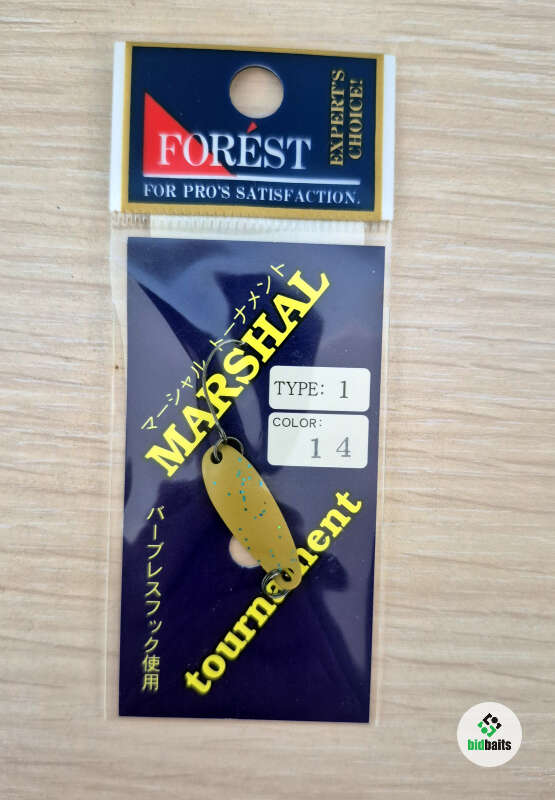 EXPERT'S
CHOICE!
FORÉST
FOR PRO'S SATISFACTION.
マーシャル トーナメント
MARSHAL
TYPE: 1
COLOR:
14
tournament
バーブレスフック使用
bidbaits